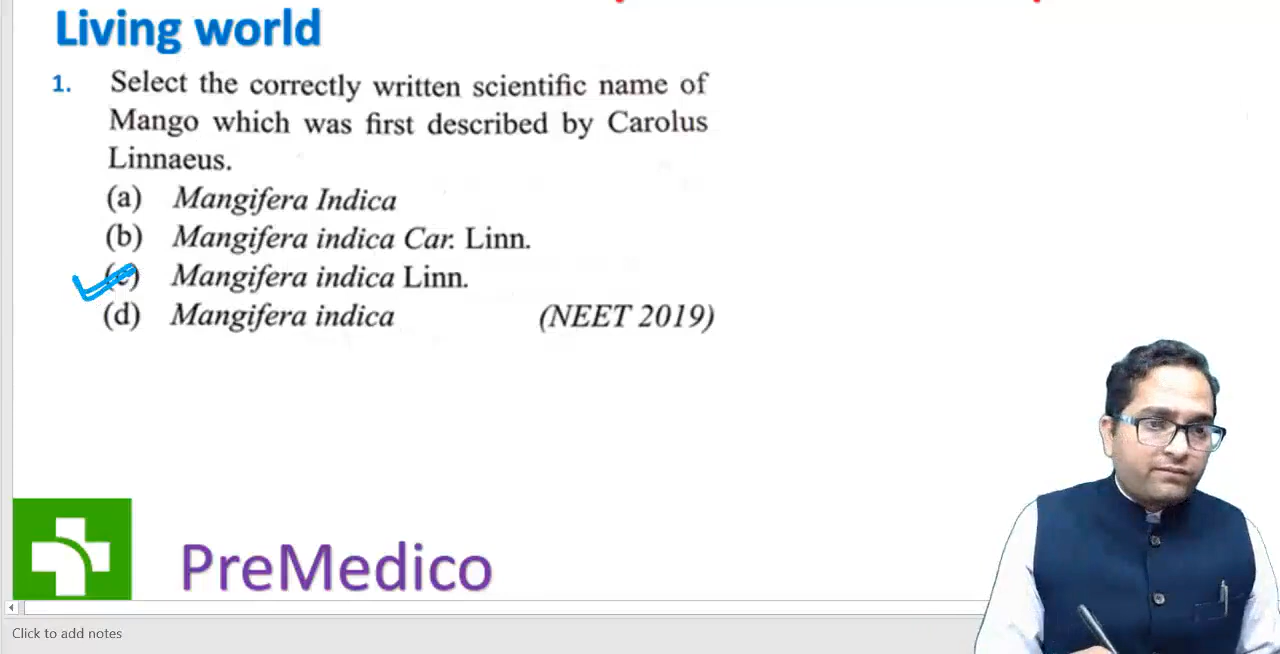 Living world
1. Select the correctly written scientific name of
Mango which was first described by Carolus
Linnaeus.
(a) Mangifera Indica
(b) Mangifera indica Car. Linn.
(c) Mangifera indica Linn.
(d) Mangifera indica (NEET 2019)
PreMedico
Click to add notes